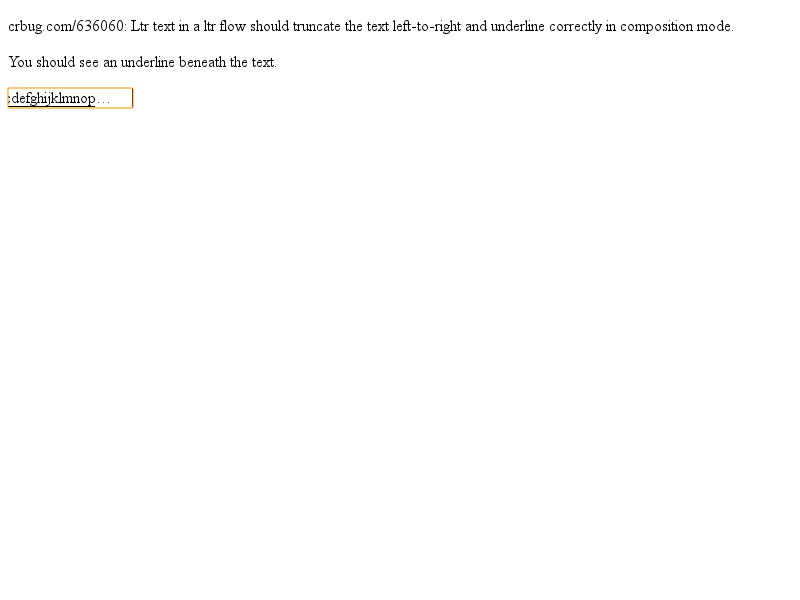 crbug.com/636060: Ltr text in a ltr flow should truncate the text left-to-right and underline correctly in composition mode.
You should see an underline beneath the text.
cdefghijklmnop…